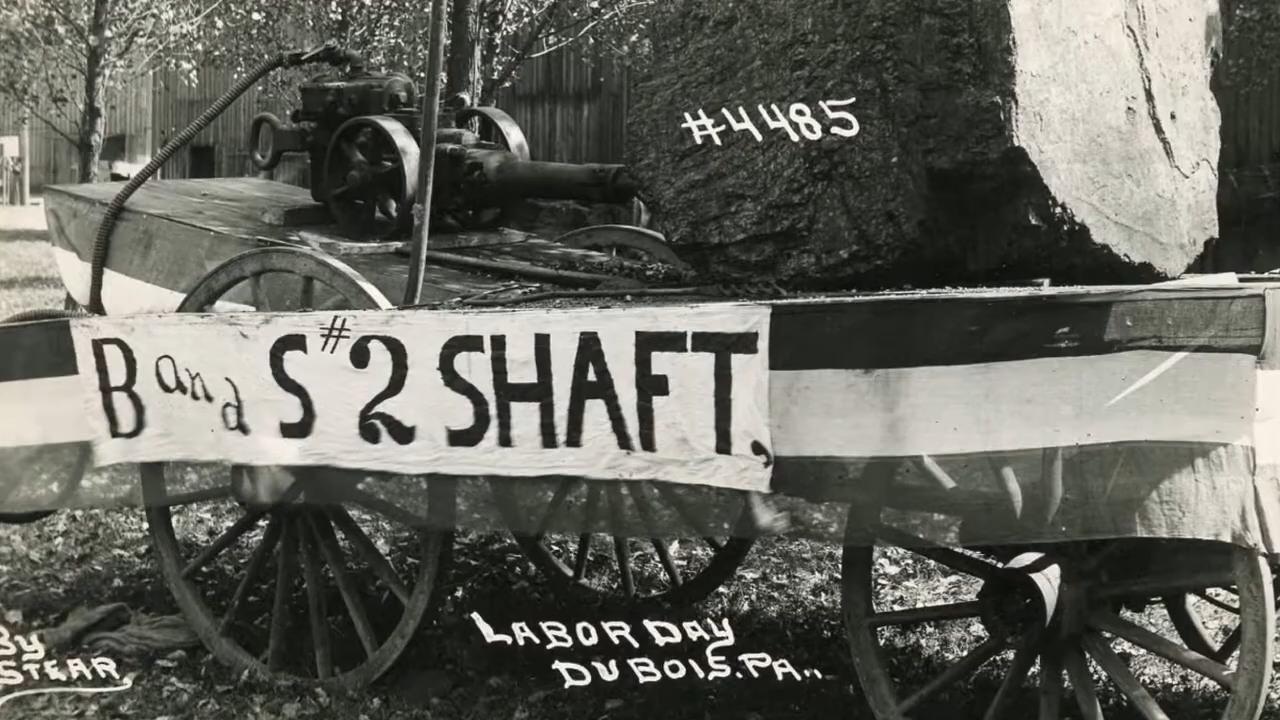 #4485
B and S #2 SHAFT,
LABOR DAY
DUBOIS.PA..
By
STEAR,